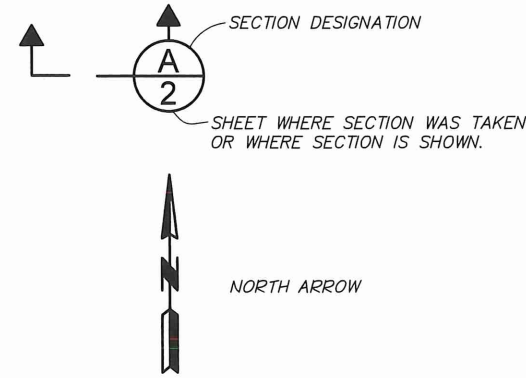 SECTION DESIGNATION
A
2
SHEET WHERE SECTION WAS TAKEN
OR WHERE SECTION IS SHOWN.
N
NORTH ARROW